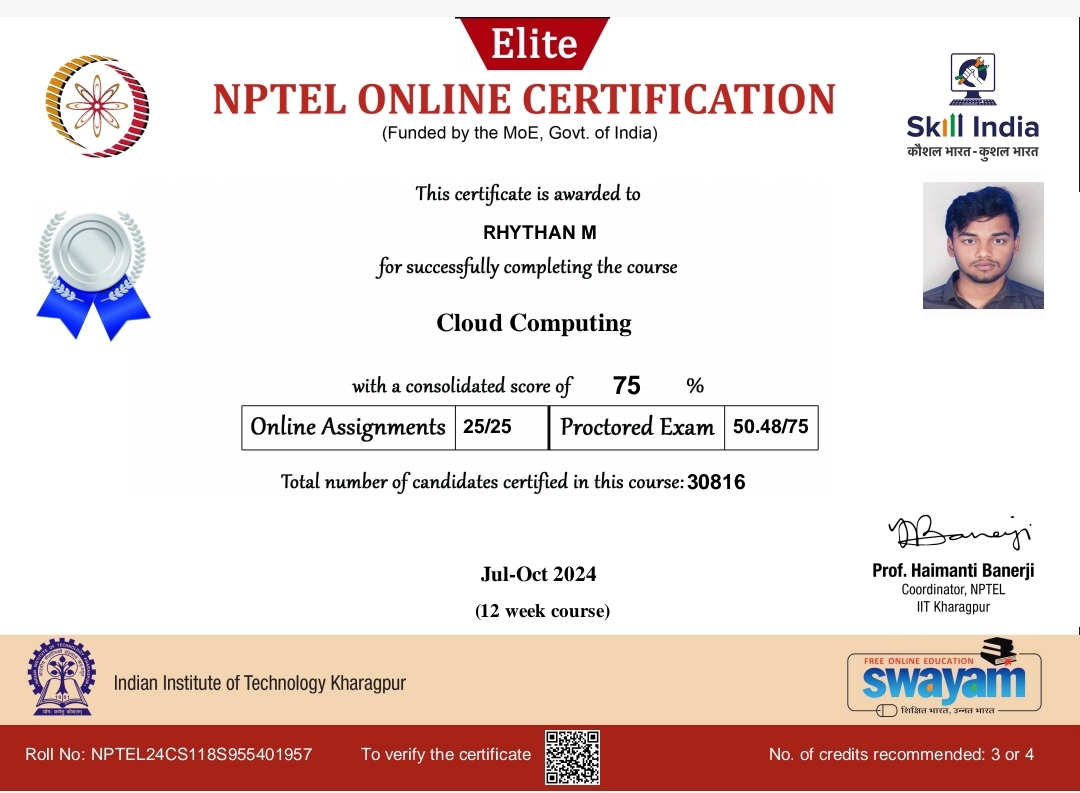 Elite
NPTEL ONLINE CERTIFICATION
(Funded by the MoE, Govt. of India)
Skill India
कौशल भारत - कुशल भारत
This certificate is awarded to
RHYTHAN M
for successfully completing the course
Cloud Computing
with a consolidated score of 75 %
Online Assignments 25/25 Proctored Exam 50.48/75
Total number of candidates certified in this course: 30816
Jul-Oct 2024
(12 week course)
Prof. Haimanti Banerji
Coordinator, NPTEL
IIT Kharagpur
Indian Institute of Technology Kharagpur
FREE ONLINE EDUCATION
swayam
शिक्षित भारत, उन्नत भारत
Roll No: NPTEL24CS118S955401957 To verify the certificate No. of credits recommended: 3 or 4